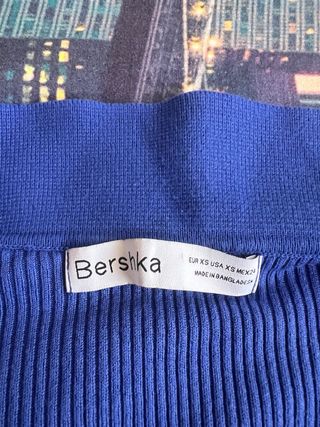 Bershka
EUR XS USA XS MEX 24
MADE IN BANGLADESH